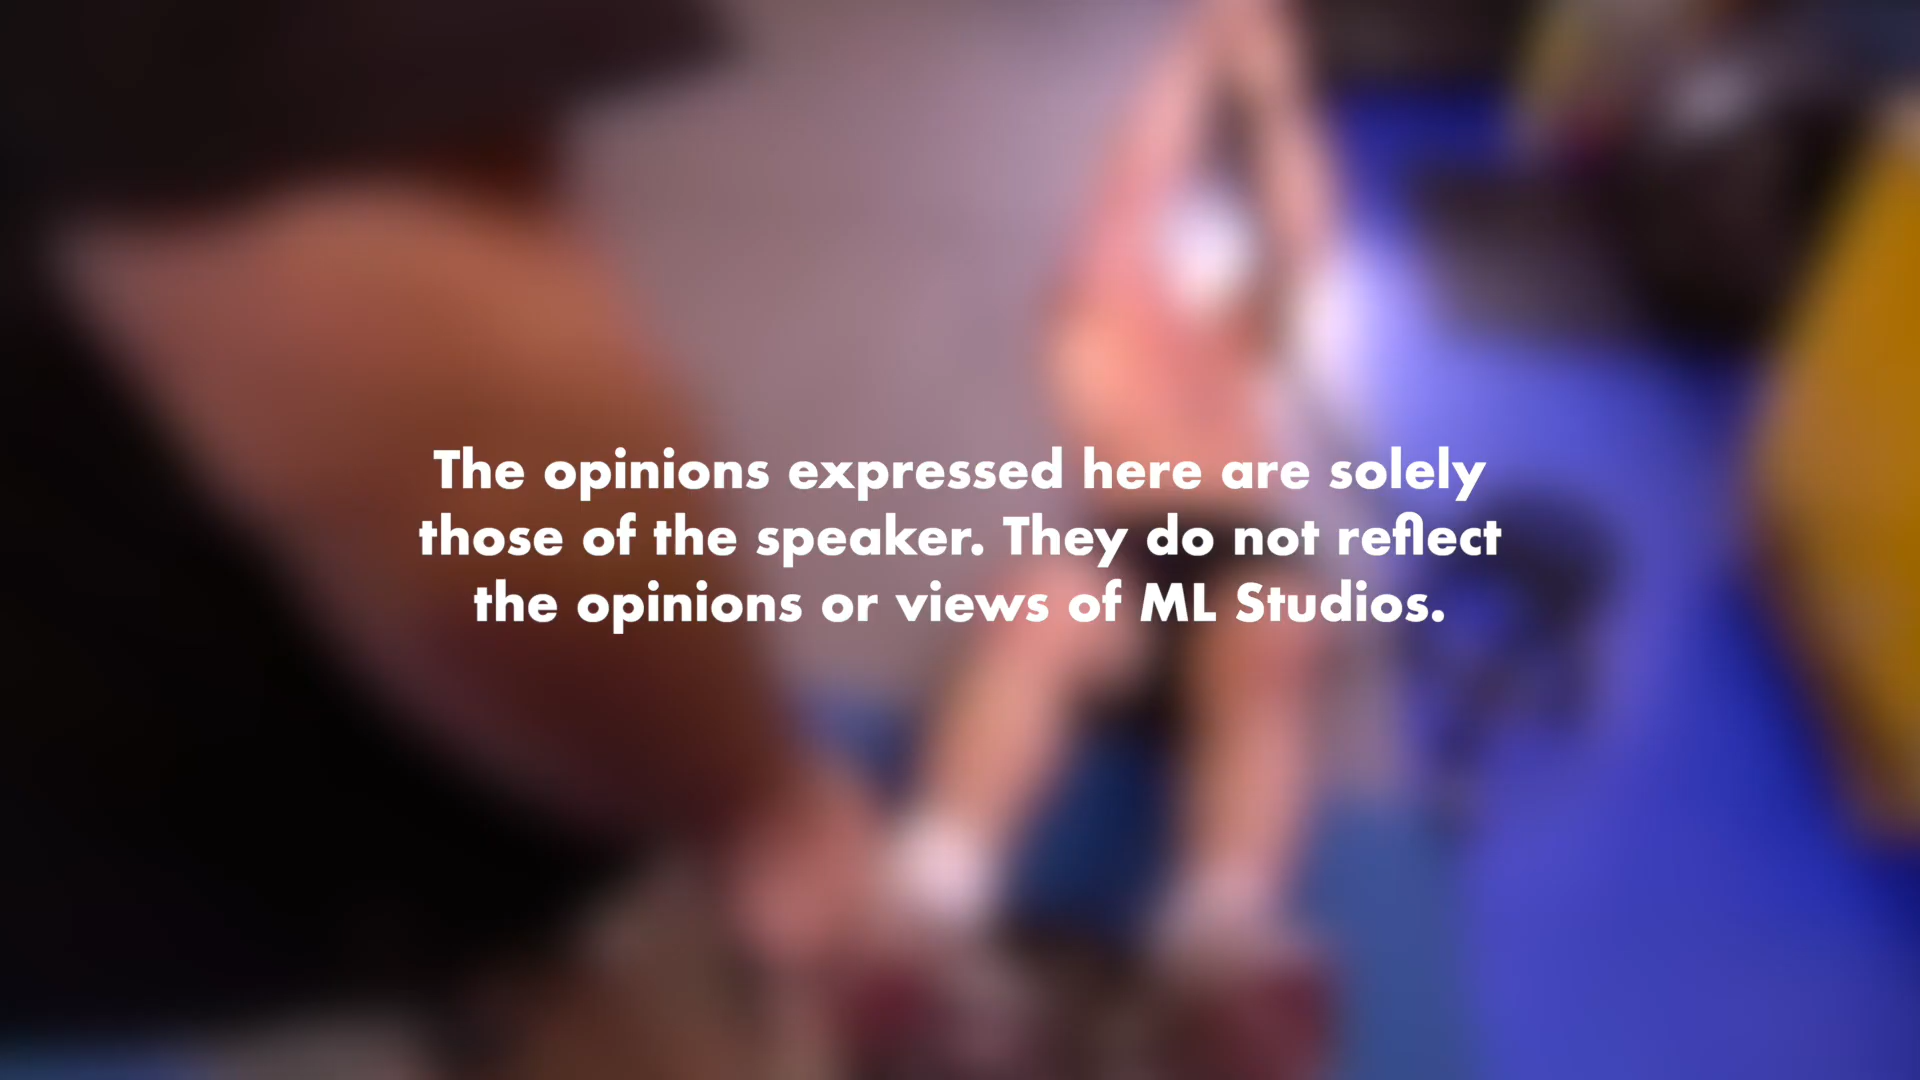 The opinions expressed here are solely
those of the speaker. They do not reflect
the opinions or views of ML Studios.